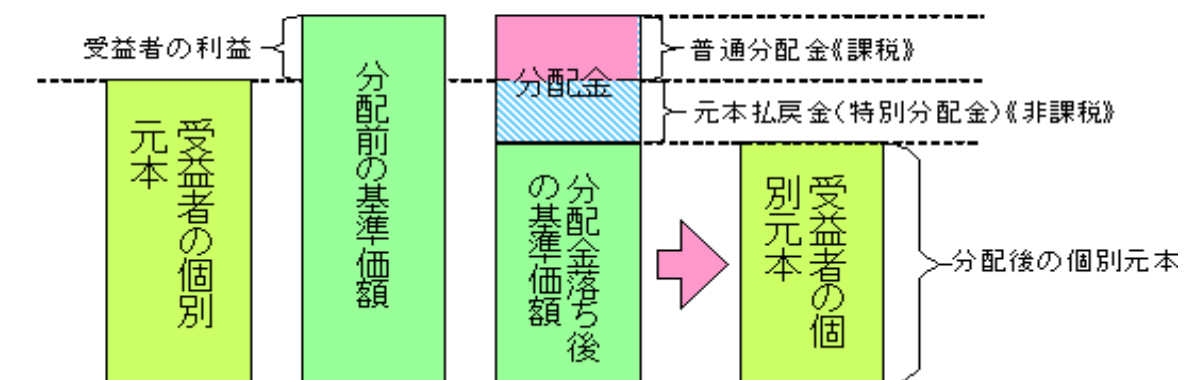 受益者の利益
受益者の個別
元本
分配前の基準価額
分配金
分配金落ち後
の基準価額
普通分配金《課税》
元本払戻金(特別分配金)《非課税》
受益者の個
別元本
分配後の個別元本